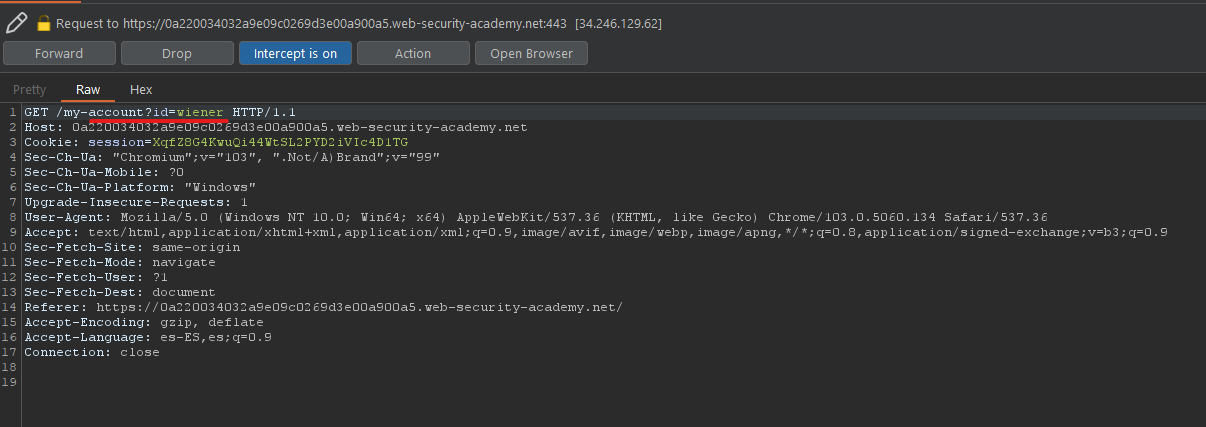 Request to https://0a220034032a9e09c0269d3e00a900a5.web-security-academy.net:443 [34.246.129.62]
Forward Drop Intercept is on Action Open Browser
Pretty Raw Hex
1 GET /my-account?id=wiener HTTP/1.1
2 Host: 0a220034032a9e09c0269d3e00a900a5.web-security-academy.net
3 Cookie: session=XqfZ8G4KwuQi44WtSL2PYD2iVIc4D1TG
4 Sec-Ch-Ua: "Chromium";v="103", ".Not/A)Brand";v="99"
5 Sec-Ch-Ua-Mobile: ?0
6 Sec-Ch-Ua-Platform: "Windows"
7 Upgrade-Insecure-Requests: 1
8 User-Agent: Mozilla/5.0 (Windows NT 10.0; Win64; x64) AppleWebKit/537.36 (KHTML, like Gecko) Chrome/103.0.5060.134 Safari/537.36
9 Accept: text/html,application/xhtml+xml,application/xml;q=0.9,image/avif,image/webp,image/apng,*/*;q=0.8,application/signed-exchange;v=b3;q=0.9
10 Sec-Fetch-Site: same-origin
11 Sec-Fetch-Mode: navigate
12 Sec-Fetch-User: ?1
13 Sec-Fetch-Dest: document
14 Referer: https://0a220034032a9e09c0269d3e00a900a5.web-security-academy.net/
15 Accept-Encoding: gzip, deflate
16 Accept-Language: es-ES,es;q=0.9
17 Connection: close
18
19